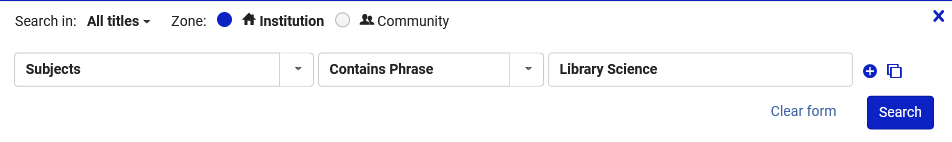 Search in: All titles Zone: Institution Community
Subjects Contains Phrase Library Science
Clear form Search